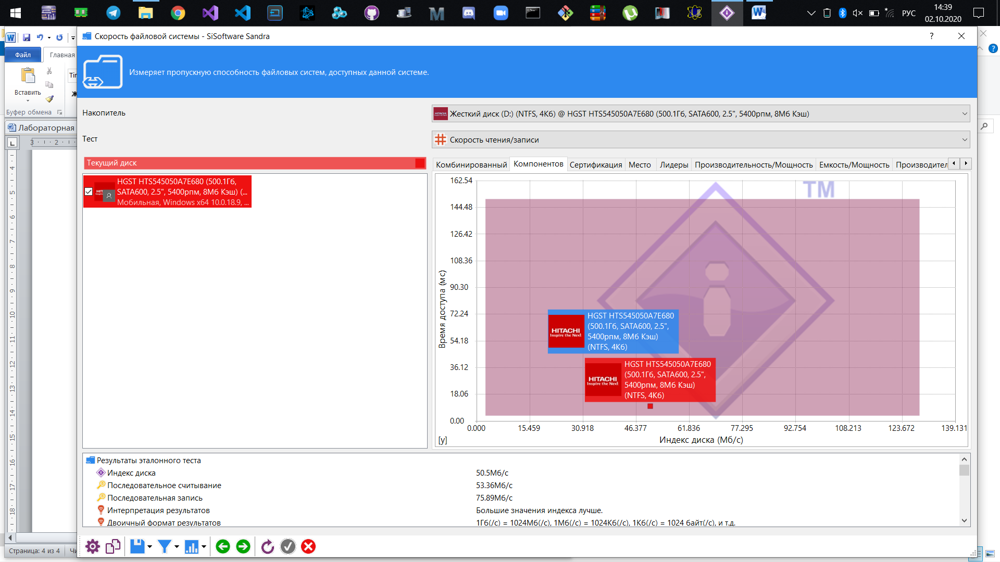 РУС
14:39
02.10.2020
Файл
Главная
Вставить
Ж
Буфер обмена
Лабораторная
Страница: 4 из 4
Скорость файловой системы - SiSoftware Sandra
Измеряет пропускную способность файловых систем, доступных данной системе.
Накопитель
Жесткий диск (D:) (NTFS, 4Кб) @ HGST HTS545050A7E680 (500.1Гб, SATA600, 2.5", 5400рпм, 8Мб Кэш)
Тест
Скорость чтения/записи
Текущий диск
HGST HTS545050A7E680 (500.1Гб,
SATA600, 2.5", 5400рпм, 8Мб Кэш) (...
Мобильная, Windows x64 10.0.18.9, ...
Комбинированный Компонентов Сертификация Место Лидеры Производительность/Мощность Емкость/Мощность Производител
TM
162.54
144.48
126.42
108.36
90.30
72.24
54.18
36.12
18.06
0.00
Время доступа (мс)
HITACHI
Inspire the Next
HGST HTS545050A7E680
(500.1Гб, SATA600, 2.5",
5400рпм, 8Мб Кэш)
(NTFS, 4Кб)
HITACHI
Inspire the Next
HGST HTS545050A7E680
(500.1Гб, SATA600, 2.5",
5400рпм, 8Мб Кэш)
(NTFS, 4Кб)
0.000 15.459 30.918 46.377 61.836 77.295 92.754 108.213 123.672 139.131
[y]
Индекс диска (Мб/с)
Результаты эталонного теста
Индекс диска 50.5Мб/с
Последовательное считывание 53.36Мб/с
Последовательная запись 75.89Мб/с
Интерпретация результатов Большие значения индекса лучше.
Двоичный формат результатов 1Гб(/с) = 1024Мб(/с), 1Мб(/с) = 1024Кб(/с), 1Кб(/с) = 1024 байт(/с), и т.д.